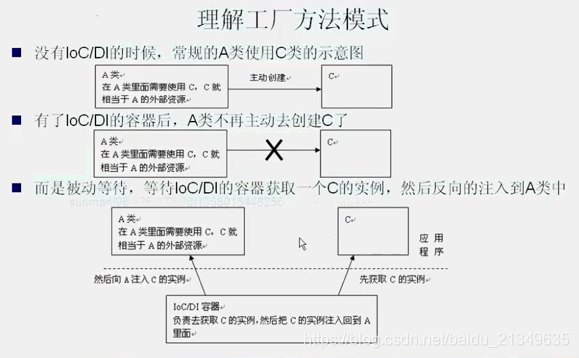 理解工厂方法模式
没有IoC/DI的时候，常规的A类使用C类的示意图
A 类
在 A 类里面需要使用 C，C 就
相当于 A 的外部资源
主动创建
C
有了IoC/DI的容器后，A类不再主动去创建C了
A 类
在 A 类里面需要使用 C，C 就
相当于 A 的外部资源
C
而是被动等待，等待IoC/DI的容器获取一个C的实例，然后反向的注入到A类中
A 类
在 A 类里面需要使用 C，C 就
相当于 A 的外部资源
C
应 用
程 序
然后向 A 注入 C 的实例
先获取 C 的实例
IoC/DI 容器
负责去获取 C 的实例，然后把 C 的实例注入回到 A
里面
https://blog.csdn.net/baidu_21349635